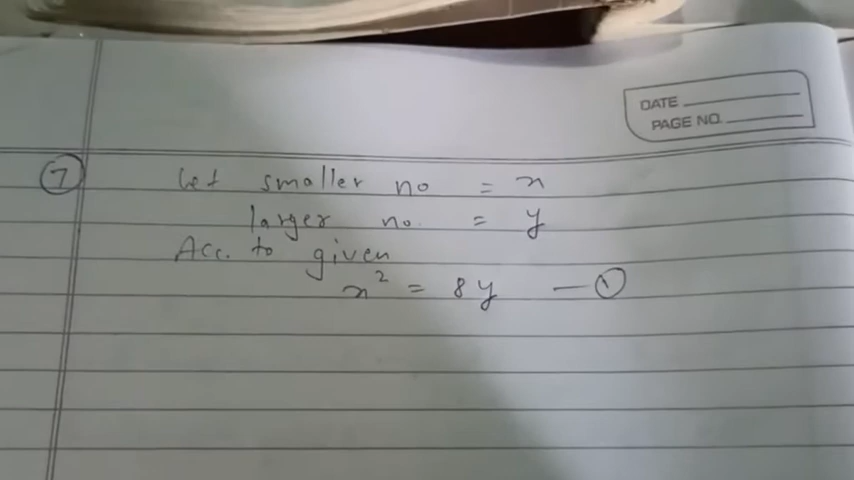 DATE
PAGE NO.
7 Let smaller no = x
larger no. = y
Acc. to given
x² = 8y — 1